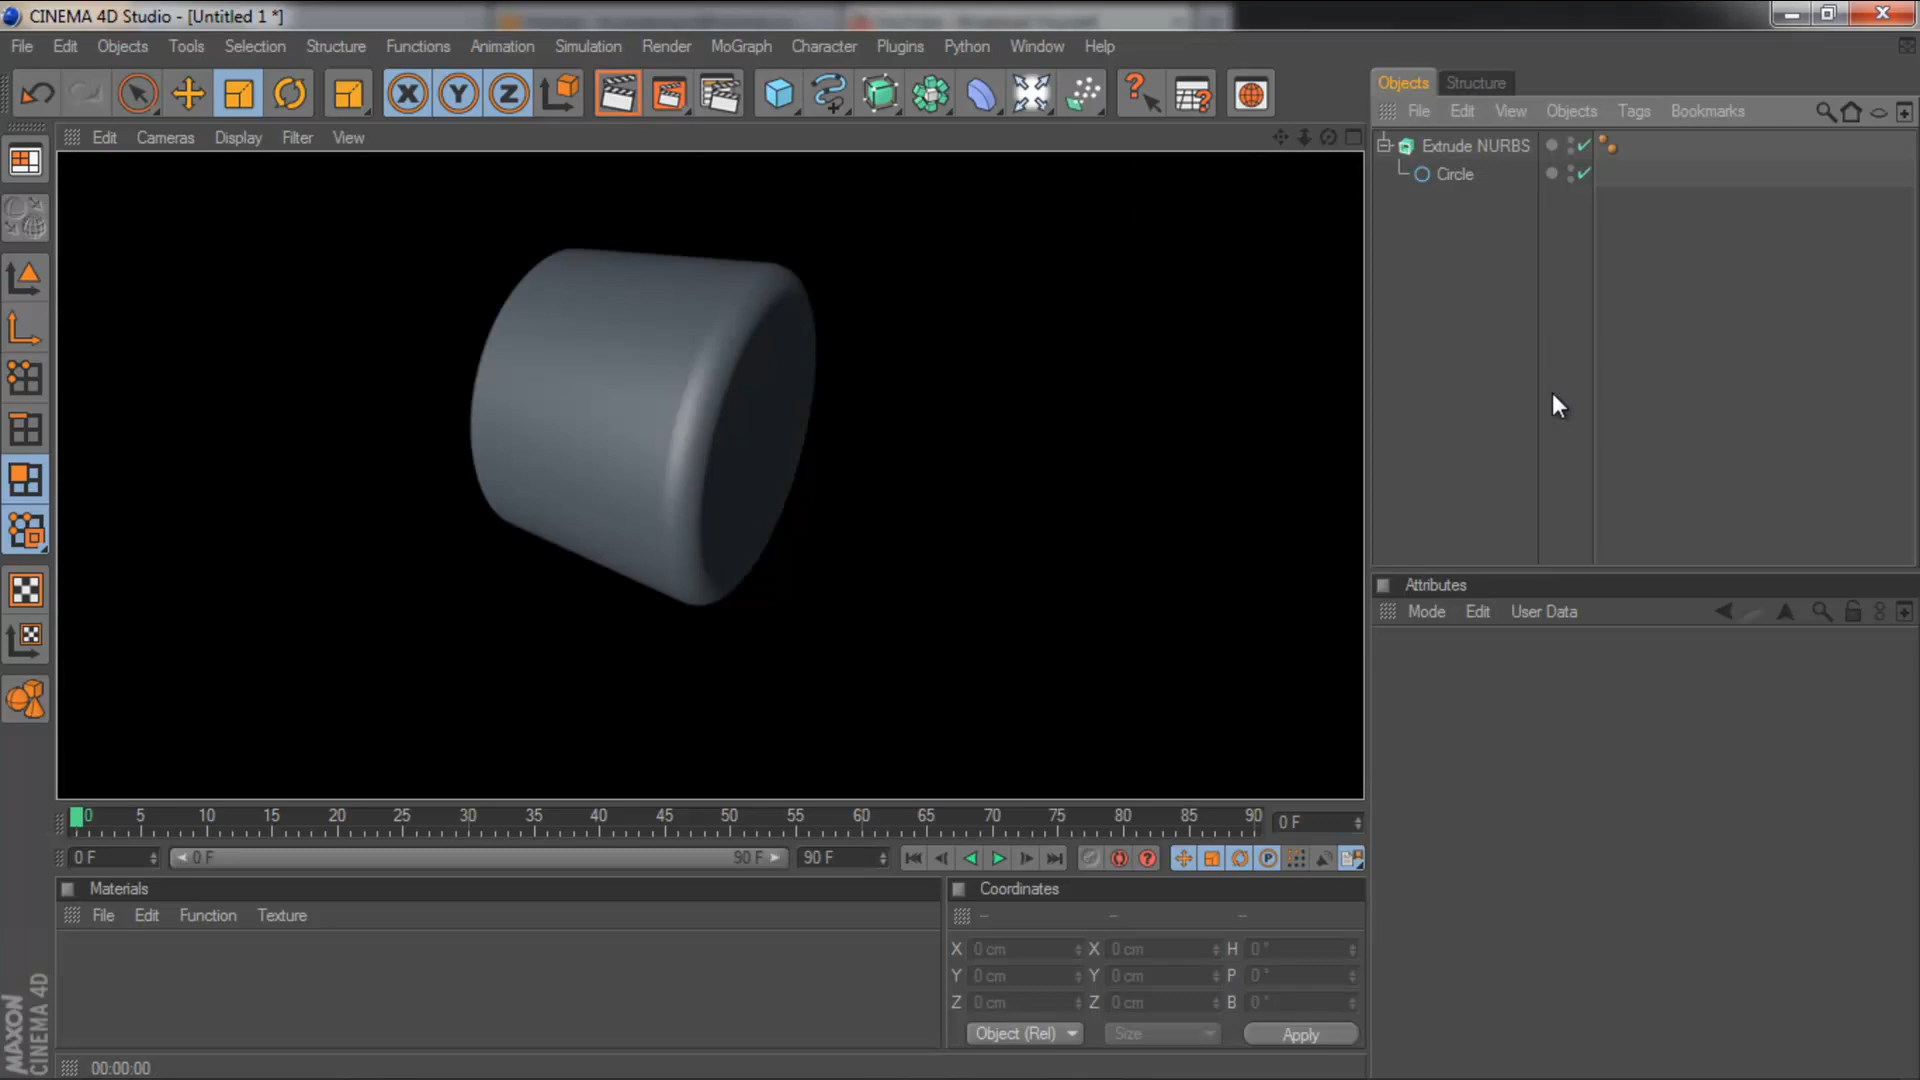 CINEMA 4D Studio - [Untitled 1 *]
File Edit Objects Tools Selection Structure Functions Animation Simulation Render MoGraph Character Plugins Python Window Help
X Y Z
Edit Cameras Display Filter View
Objects Structure
File Edit View Objects Tags Bookmarks
Extrude NURBS
Circle
Attributes
Mode Edit User Data
0 5 10 15 20 25 30 35 40 45 50 55 60 65 70 75 80 85 90 0 F
0 F 0 F 90 F 90 F P
Materials
File Edit Function Texture
Coordinates
-- -- --
X 0 cm X 0 cm H 0 °
Y 0 cm Y 0 cm P 0 °
Z 0 cm Z 0 cm B 0 °
Object (Rel) Size Apply
00:00:00
MAXON
CINEMA 4D